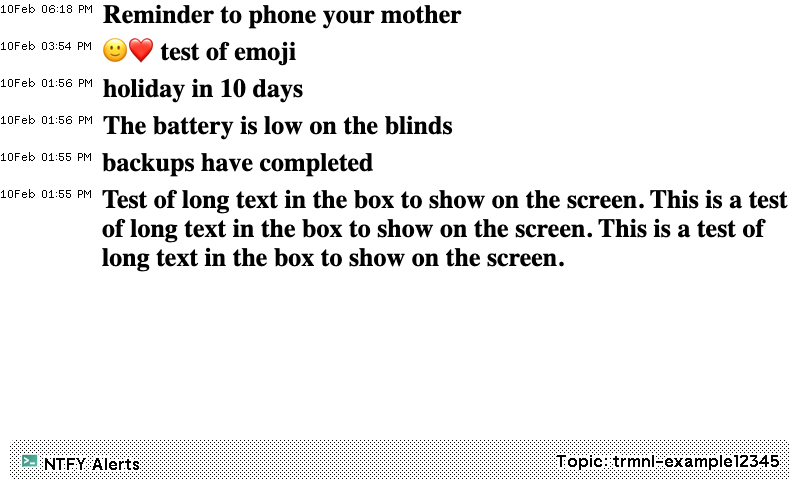 10Feb 06:18 PM Reminder to phone your mother
10Feb 03:54 PM 🙂❤️ test of emoji
10Feb 01:56 PM holiday in 10 days
10Feb 01:56 PM The battery is low on the blinds
10Feb 01:55 PM backups have completed
10Feb 01:55 PM Test of long text in the box to show on the screen. This is a test
of long text in the box to show on the screen. This is a test of
long text in the box to show on the screen.
NTFY Alerts Topic: trmnl-example12345